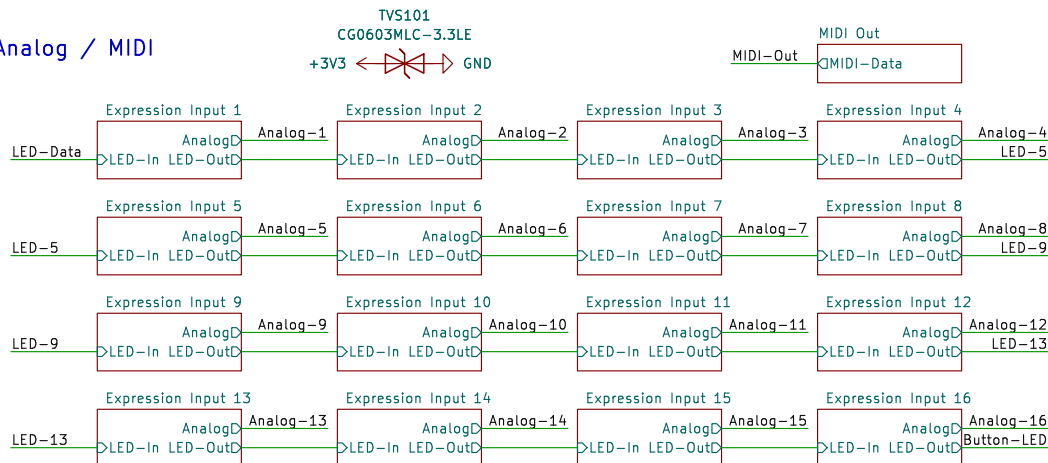 Analog / MIDI
TVS101
CG0603MLC-3.3LE
+3V3 GND
MIDI Out
MIDI-Out MIDI-Data
Expression Input 1 Expression Input 2 Expression Input 3 Expression Input 4
Analog Analog-1 Analog Analog-2 Analog Analog-3 Analog Analog-4
LED-Data LED-In LED-Out LED-In LED-Out LED-In LED-Out LED-In LED-Out LED-5
Expression Input 5 Expression Input 6 Expression Input 7 Expression Input 8
Analog Analog-5 Analog Analog-6 Analog Analog-7 Analog Analog-8
LED-5 LED-In LED-Out LED-In LED-Out LED-In LED-Out LED-In LED-Out LED-9
Expression Input 9 Expression Input 10 Expression Input 11 Expression Input 12
Analog Analog-9 Analog Analog-10 Analog Analog-11 Analog Analog-12
LED-9 LED-In LED-Out LED-In LED-Out LED-In LED-Out LED-In LED-Out LED-13
Expression Input 13 Expression Input 14 Expression Input 15 Expression Input 16
Analog Analog-13 Analog Analog-14 Analog Analog-15 Analog Analog-16
LED-13 LED-In LED-Out LED-In LED-Out LED-In LED-Out LED-In LED-Out Button-LED